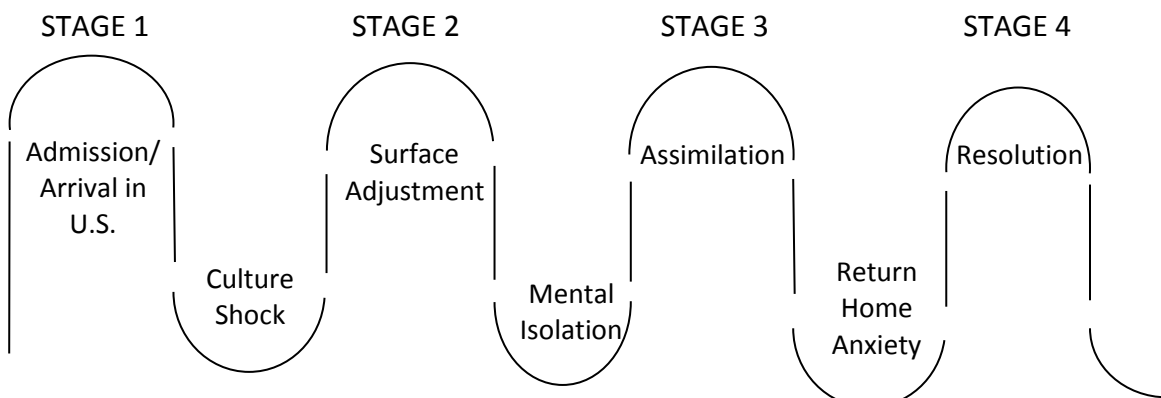 STAGE 1
STAGE 2
STAGE 3
STAGE 4
Admission/
Arrival in
U.S.
Culture
Shock
Surface
Adjustment
Mental
Isolation
Assimilation
Return
Home
Anxiety
Resolution